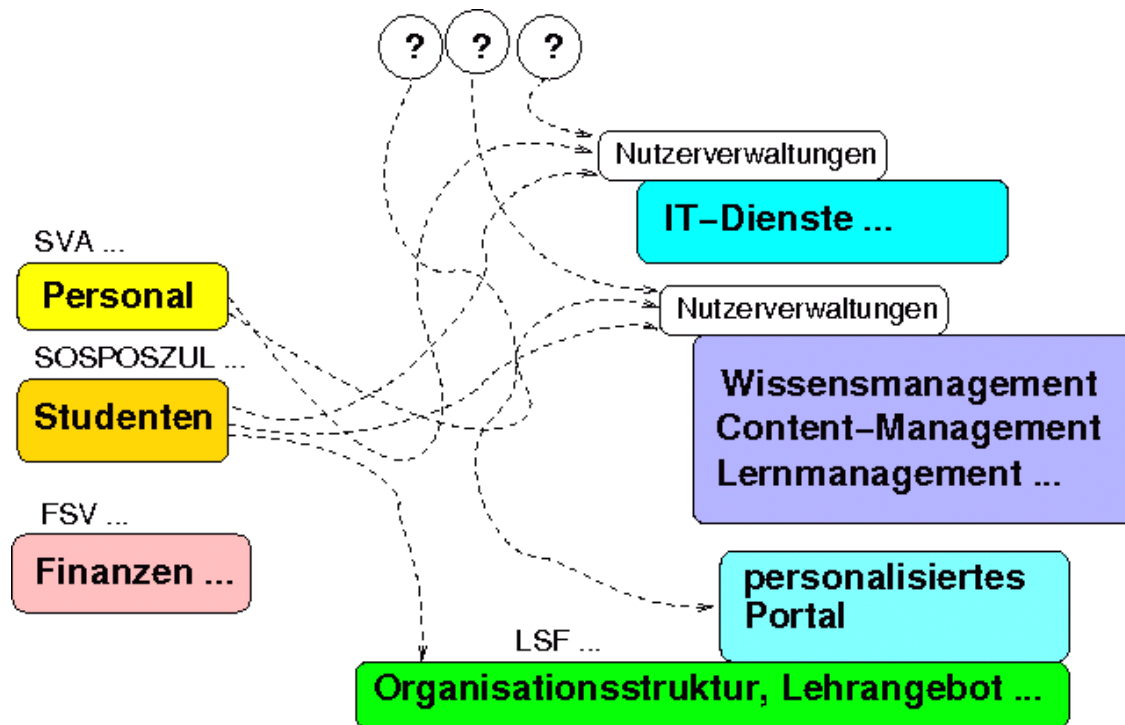 ? ? ?
Nutzerverwaltungen
IT–Dienste ...
SVA ...
Personal
Nutzerverwaltungen
SOSPOSZUL ...
Studenten
Wissensmanagement
Content–Management
Lernmanagement ...
FSV ...
Finanzen ...
personalisiertes
Portal
LSF ...
Organisationsstruktur, Lehrangebot ...